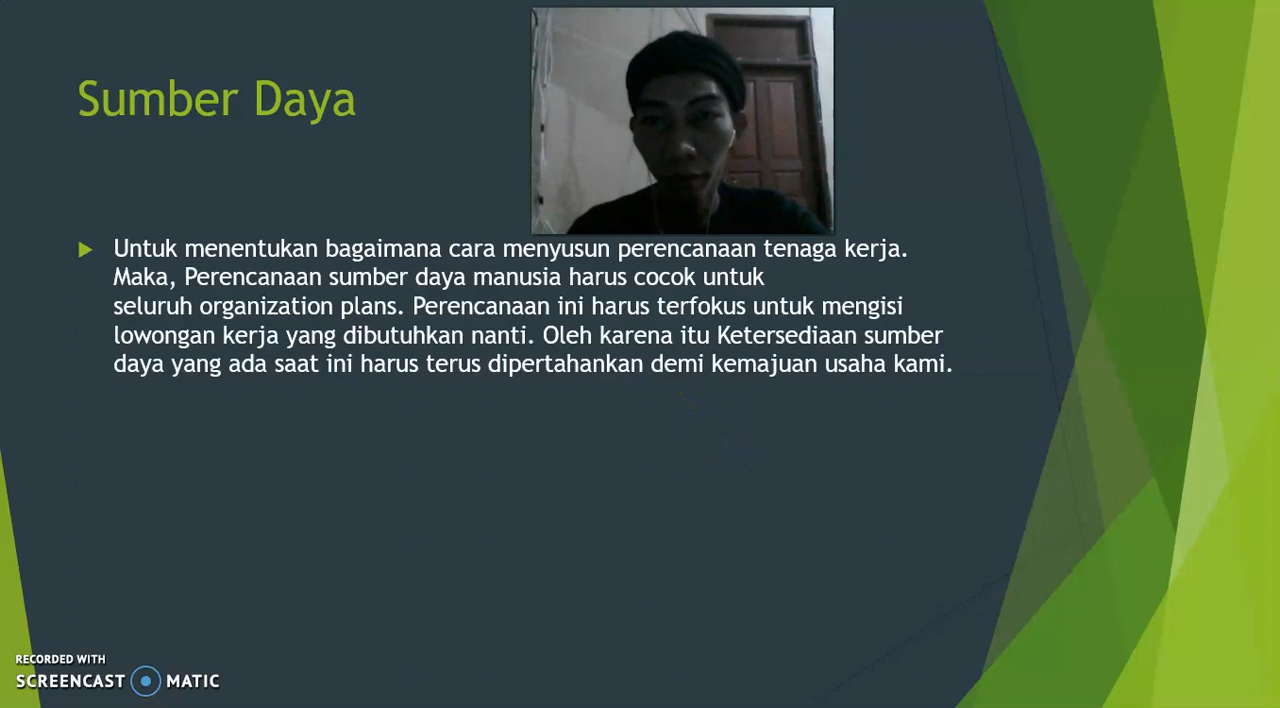 Sumber Daya
Untuk menentukan bagaimana cara menyusun perencanaan tenaga kerja.
Maka, Perencanaan sumber daya manusia harus cocok untuk
seluruh organization plans. Perencanaan ini harus terfokus untuk mengisi
lowongan kerja yang dibutuhkan nanti. Oleh karena itu Ketersediaan sumber
daya yang ada saat ini harus terus dipertahankan demi kemajuan usaha kami.
RECORDED WITH
SCREENCAST MATIC